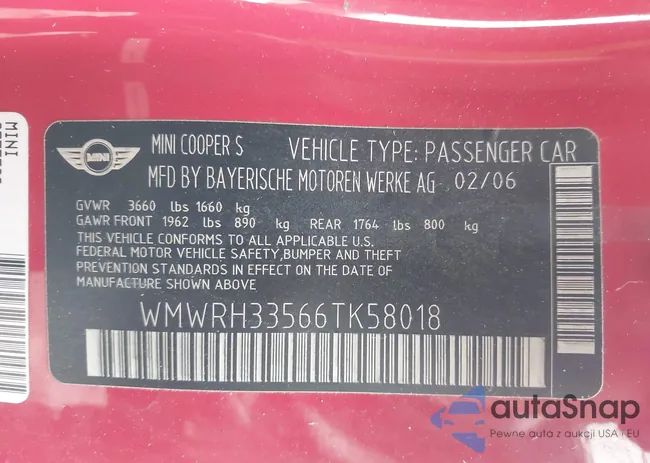 MINI
MINI COOPER S VEHICLE TYPE: PASSENGER CAR
MFD BY BAYERISCHE MOTOREN WERKE AG 02/06
GVWR 3660 lbs 1660 kg
GAWR FRONT 1962 lbs 890 kg REAR 1764 lbs 800 kg
THIS VEHICLE CONFORMS TO ALL APPLICABLE U.S.
FEDERAL MOTOR VEHICLE SAFETY,BUMPER AND THEFT
PREVENTION STANDARDS IN EFFECT ON THE DATE OF
MANUFACTURE SHOWN ABOVE.
WMWRH33566TK58018
MINI
autoSnap
Pewne auta z aukcji USA i EU